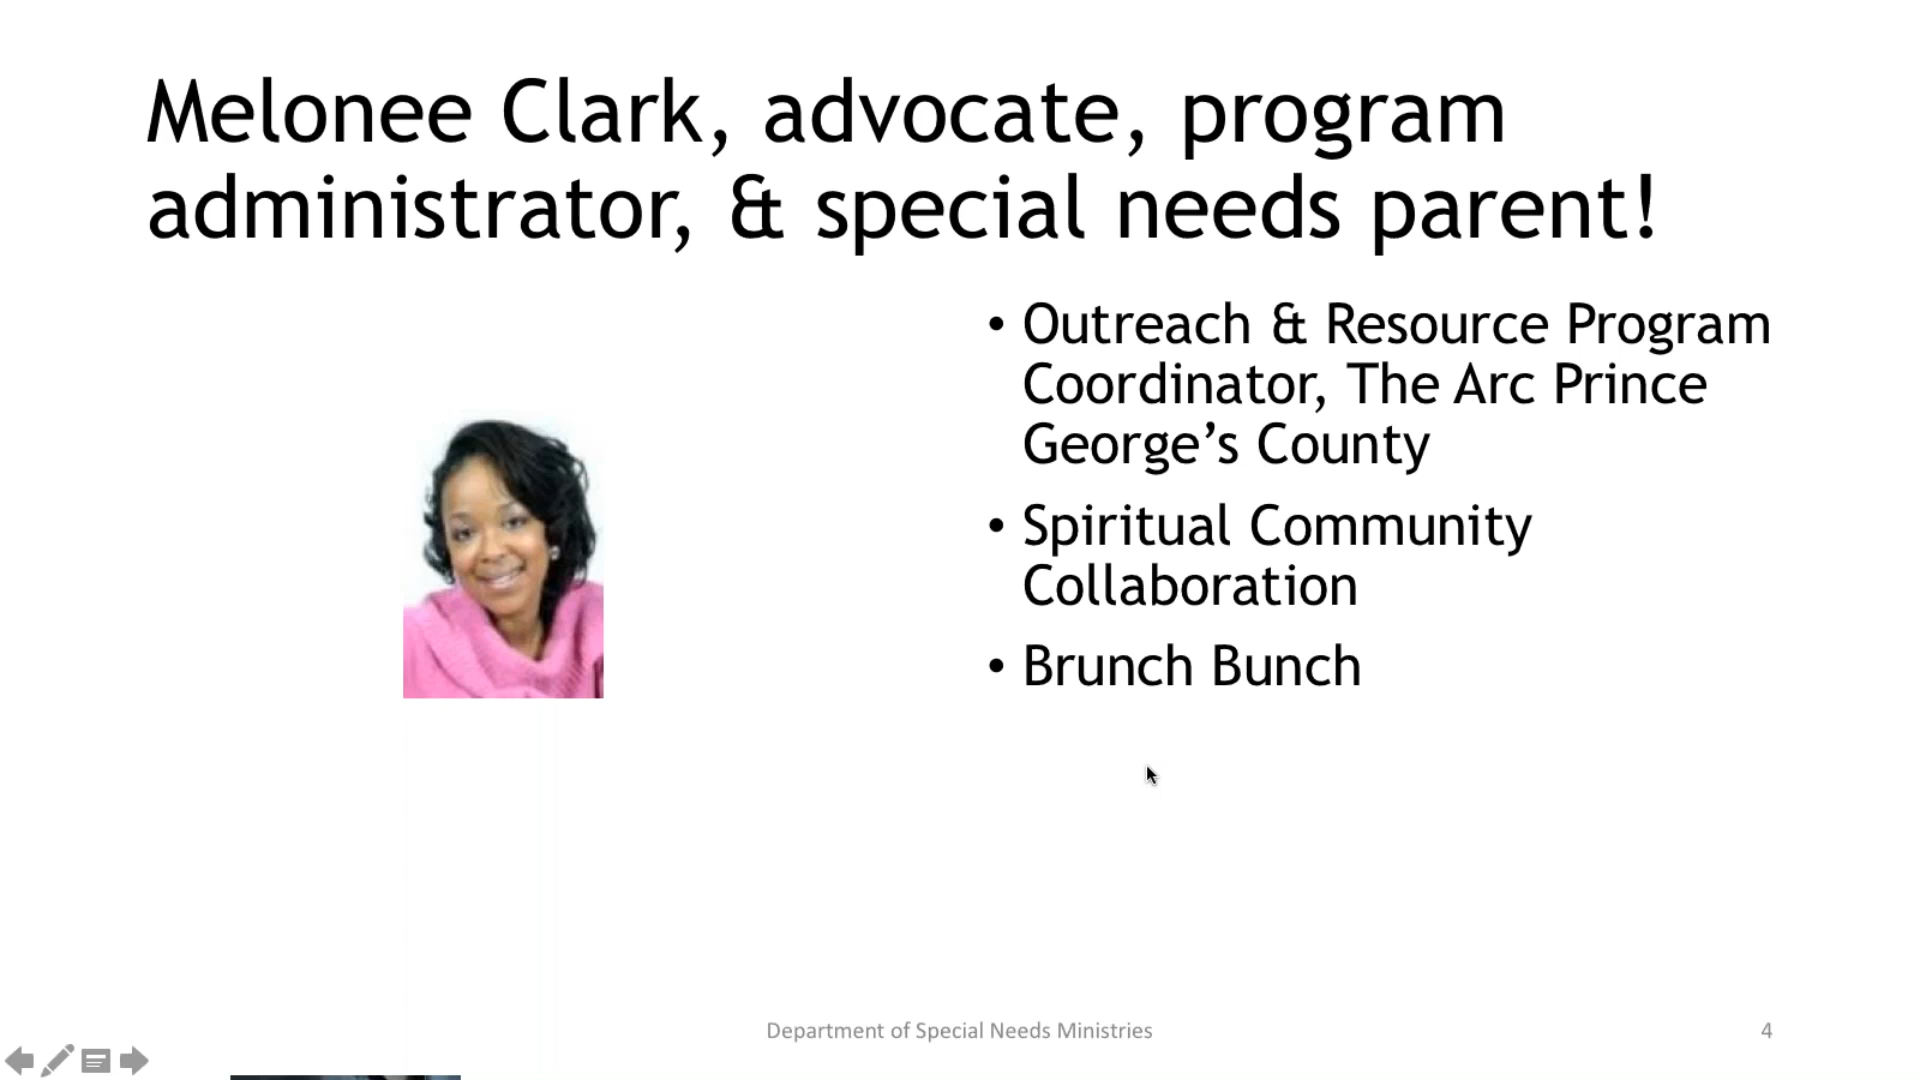 Melonee Clark, advocate, program
administrator, & special needs parent!
• Outreach & Resource Program
Coordinator, The Arc Prince
George’s County
• Spiritual Community
Collaboration
• Brunch Bunch
Department of Special Needs Ministries
4